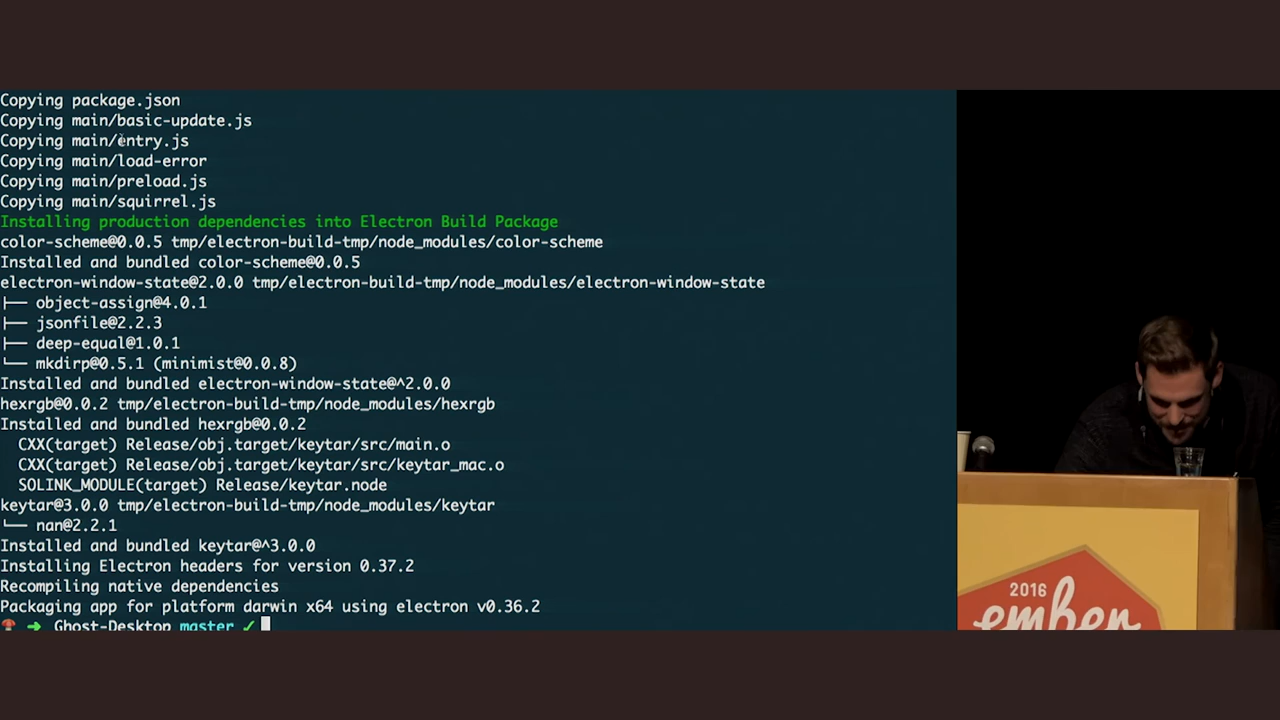 Copying package.json
Copying main/basic-update.js
Copying main/entry.js
Copying main/load-error
Copying main/preload.js
Copying main/squirrel.js
Installing production dependencies into Electron Build Package
color-scheme@0.0.5 tmp/electron-build-tmp/node_modules/color-scheme
Installed and bundled color-scheme@0.0.5
electron-window-state@2.0.0 tmp/electron-build-tmp/node_modules/electron-window-state
├── object-assign@4.0.1
├── jsonfile@2.2.3
├── deep-equal@1.0.1
└── mkdirp@0.5.1 (minimist@0.0.8)
Installed and bundled electron-window-state@^2.0.0
hexrgb@0.0.2 tmp/electron-build-tmp/node_modules/hexrgb
Installed and bundled hexrgb@0.0.2
CXX(target) Release/obj.target/keytar/src/main.o
CXX(target) Release/obj.target/keytar/src/keytar_mac.o
SOLINK_MODULE(target) Release/keytar.node
keytar@3.0.0 tmp/electron-build-tmp/node_modules/keytar
└── nan@2.2.1
Installed and bundled keytar@^3.0.0
Installing Electron headers for version 0.37.2
Recompiling native dependencies
Packaging app for platform darwin x64 using electron v0.36.2
➜ Ghost-Desktop master ✓
2016
ember